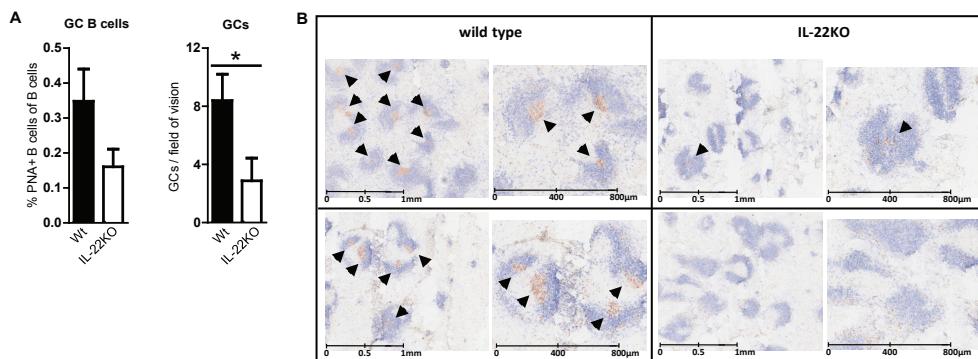 A
GC B cells
% PNA+ B cells of B cells
0.5
0.4
0.3
0.2
0.1
0.0
Wt
IL-22KO
GCs
*
GCs / field of vision
12
9
6
3
0
Wt
IL-22KO
B
wild type
IL-22KO
0 0.5 1mm
0 400 800µm
0 0.5 1mm
0 400 800µm
0 0.5 1mm
0 400 800µm
0 0.5 1mm
0 400 800µm